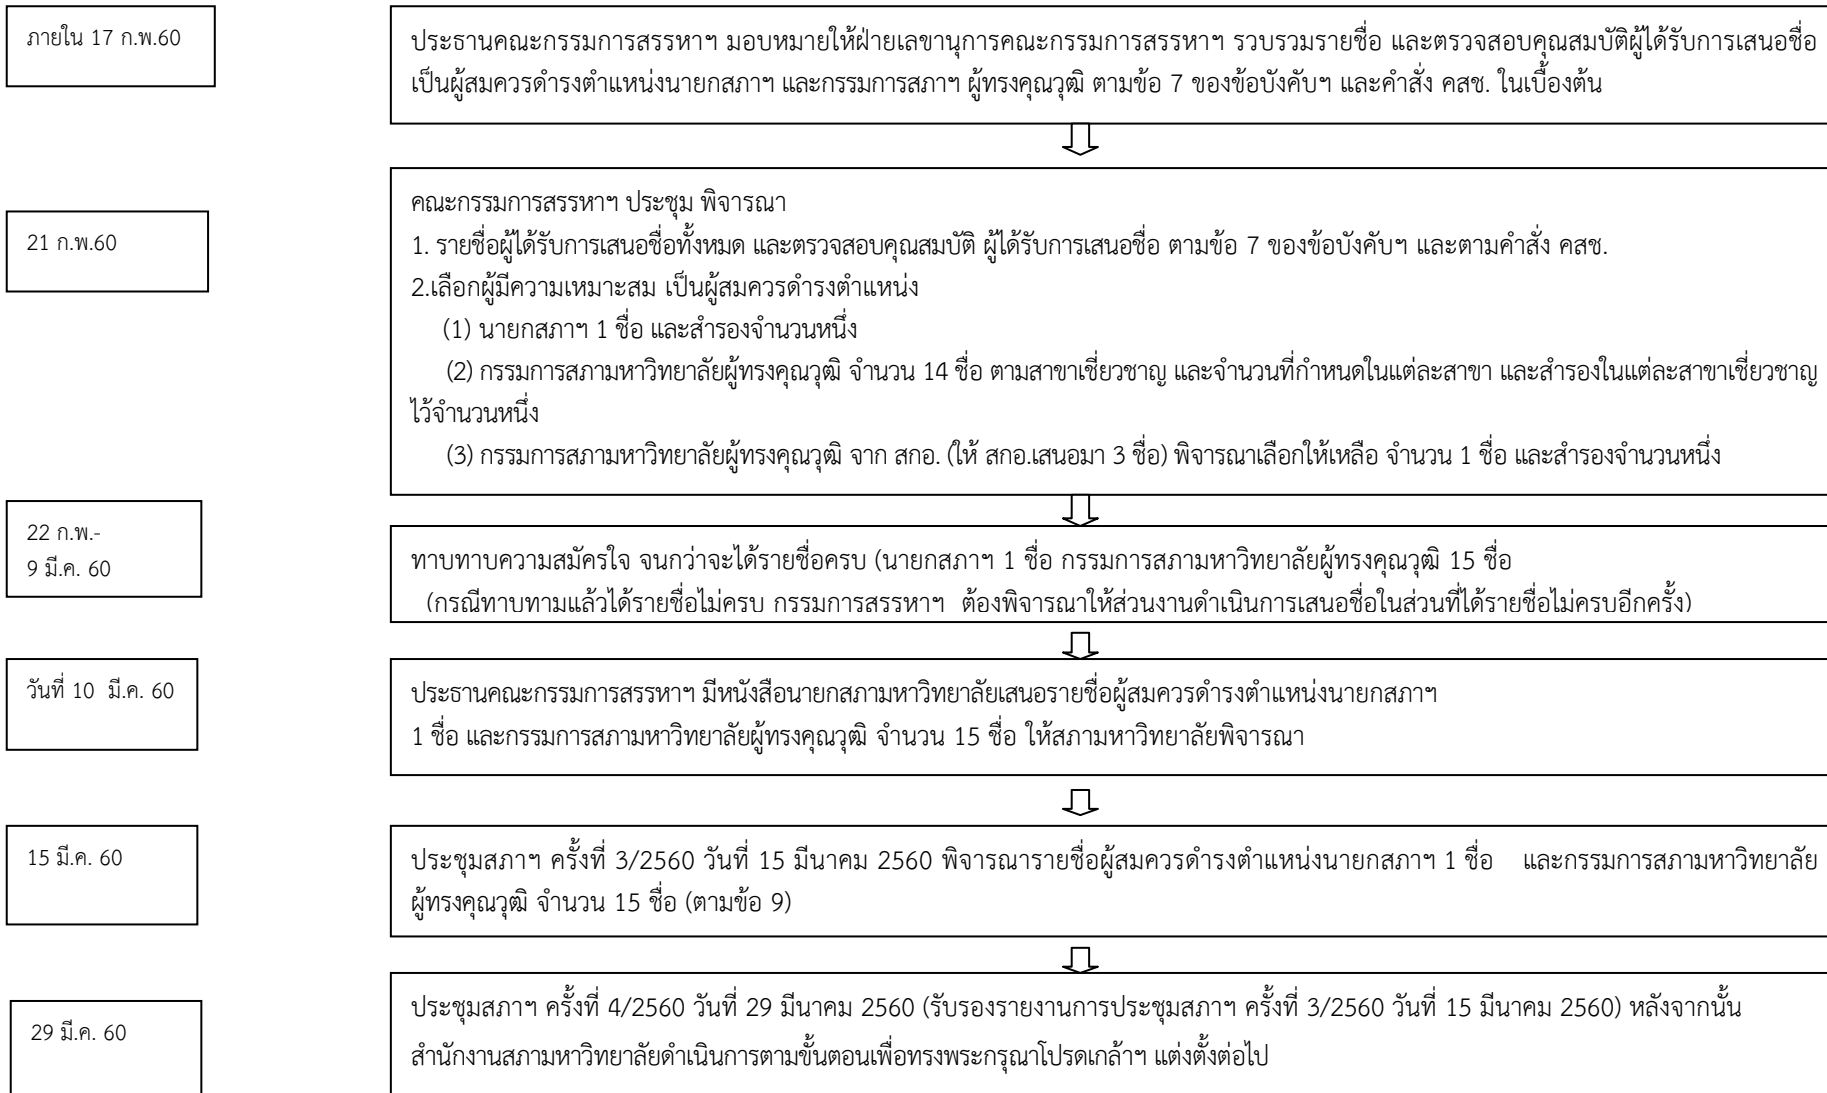 ภายใน 17 ก.พ.60
ประธานคณะกรรมการสรรหาฯ มอบหมายให้ฝ่ายเลขานุการคณะกรรมการสรรหาฯ รวบรวมรายชื่อ และตรวจสอบคุณสมบัติผู้ได้รับการเสนอชื่อ
เป็นผู้สมควรดำรงตำแหน่งนายกสภาฯ และกรรมการสภาฯ ผู้ทรงคุณวุฒิ ตามข้อ 7 ของข้อบังคับฯ และคำสั่ง คสช. ในเบื้องต้น
21 ก.พ.60
คณะกรรมการสรรหาฯ ประชุม พิจารณา
1. รายชื่อผู้ได้รับการเสนอชื่อทั้งหมด และตรวจสอบคุณสมบัติ ผู้ได้รับการเสนอชื่อ ตามข้อ 7 ของข้อบังคับฯ และตามคำสั่ง คสช.
2.เลือกผู้มีความเหมาะสม เป็นผู้สมควรดำรงตำแหน่ง
(1) นายกสภาฯ 1 ชื่อ และสำรองจำนวนหนึ่ง
(2) กรรมการสภามหาวิทยาลัยผู้ทรงคุณวุฒิ จำนวน 14 ชื่อ ตามสาขาเชี่ยวชาญ และจำนวนที่กำหนดในแต่ละสาขา และสำรองในแต่ละสาขาเชี่ยวชาญ
ไว้จำนวนหนึ่ง
(3) กรรมการสภามหาวิทยาลัยผู้ทรงคุณวุฒิ จาก สกอ. (ให้ สกอ.เสนอมา 3 ชื่อ) พิจารณาเลือกให้เหลือ จำนวน 1 ชื่อ และสำรองจำนวนหนึ่ง
22 ก.พ.-
9 มี.ค. 60
ทาบทาบความสมัครใจ จนกว่าจะได้รายชื่อครบ (นายกสภาฯ 1 ชื่อ กรรมการสภามหาวิทยาลัยผู้ทรงคุณวุฒิ 15 ชื่อ
(กรณีทาบทามแล้วได้รายชื่อไม่ครบ กรรมการสรรหาฯ ต้องพิจารณาให้ส่วนงานดำเนินการเสนอชื่อในส่วนที่ได้รายชื่อไม่ครบอีกครั้ง)
วันที่ 10 มี.ค. 60
ประธานคณะกรรมการสรรหาฯ มีหนังสือนายกสภามหาวิทยาลัยเสนอรายชื่อผู้สมควรดำรงตำแหน่งนายกสภาฯ
1 ชื่อ และกรรมการสภามหาวิทยาลัยผู้ทรงคุณวุฒิ จำนวน 15 ชื่อ ให้สภามหาวิทยาลัยพิจารณา
15 มี.ค. 60
ประชุมสภาฯ ครั้งที่ 3/2560 วันที่ 15 มีนาคม 2560 พิจารณารายชื่อผู้สมควรดำรงตำแหน่งนายกสภาฯ 1 ชื่อ และกรรมการสภามหาวิทยาลัย
ผู้ทรงคุณวุฒิ จำนวน 15 ชื่อ (ตามข้อ 9)
29 มี.ค. 60
ประชุมสภาฯ ครั้งที่ 4/2560 วันที่ 29 มีนาคม 2560 (รับรองรายงานการประชุมสภาฯ ครั้งที่ 3/2560 วันที่ 15 มีนาคม 2560) หลังจากนั้น
สำนักงานสภามหาวิทยาลัยดำเนินการตามขั้นตอนเพื่อทรงพระกรุณาโปรดเกล้าฯ แต่งตั้งต่อไป